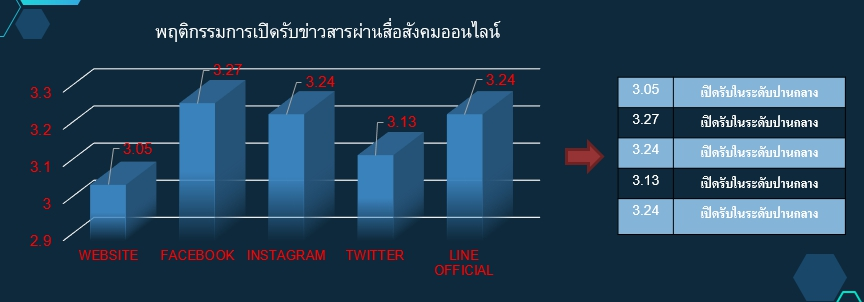 พฤติกรรมการเปิดรับข่าวสารผ่านสื่อสังคมออนไลน์
3.3
3.2
3.1
3
2.9
3.05
3.27
3.24
3.13
3.24
WEBSITE
FACEBOOK
INSTAGRAM
TWITTER
LINE
OFFICIAL
3.05 เปิดรับในระดับปานกลาง
3.27 เปิดรับในระดับปานกลาง
3.24 เปิดรับในระดับปานกลาง
3.13 เปิดรับในระดับปานกลาง
3.24 เปิดรับในระดับปานกลาง